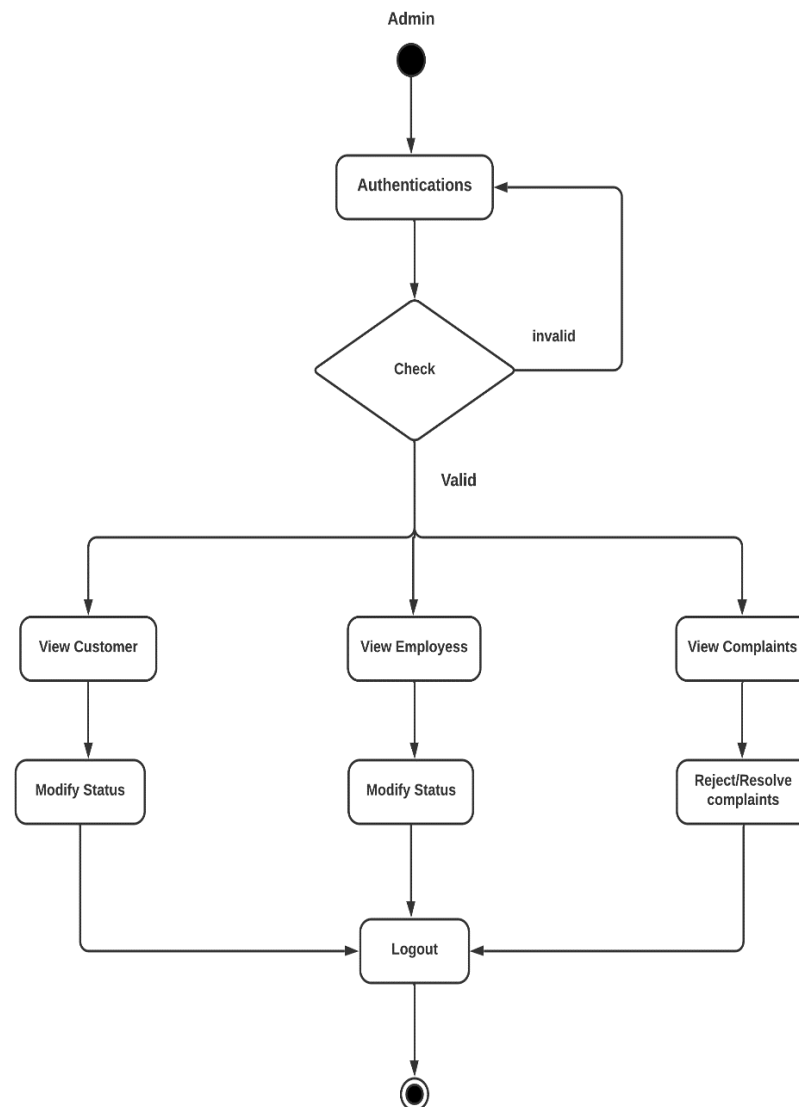 Admin
Authentications
invalid
Check
Valid
View Customer
View Employess
View Complaints
Modify Status
Modify Status
Reject/Resolve
complaints
Logout